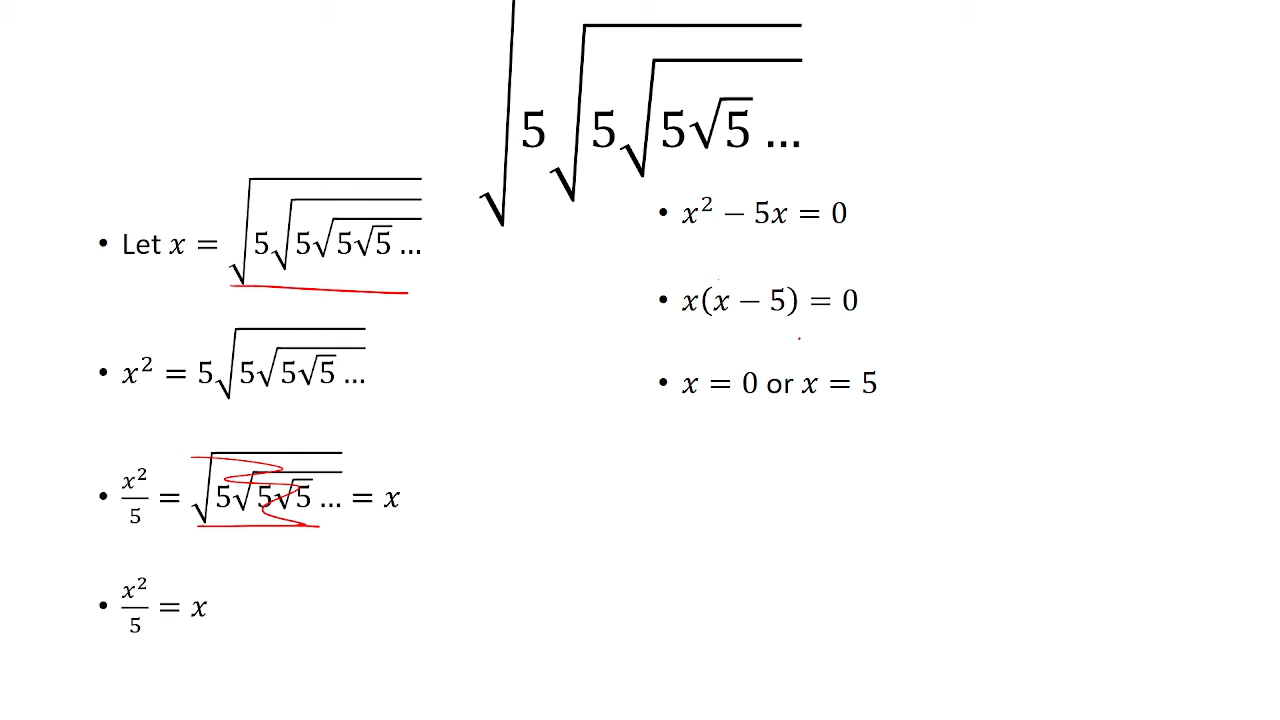 √(5√(5√(5√5 ...
• Let 𝑥 = √(5√(5√(5√5 ...
• 𝑥² = 5√(5√(5√5 ...
• 𝑥²/5 = √(5√(5√5 ... = 𝑥
• 𝑥²/5 = 𝑥
• 𝑥² − 5𝑥 = 0
• 𝑥(𝑥 − 5) = 0
• 𝑥 = 0 or 𝑥 = 5